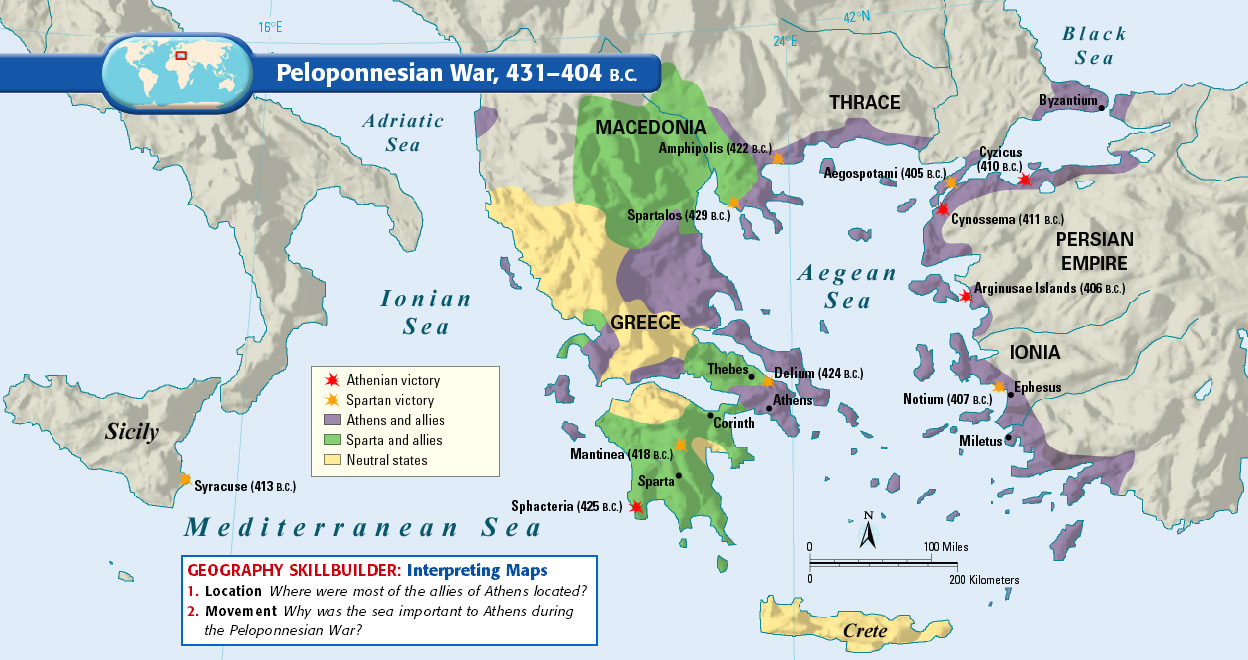 16°E
42°N
24°E
Black
Sea
Peloponnesian War, 431–404 B.C.
Adriatic
Sea
THRACE
Byzantium
MACEDONIA
Amphipolis (422 B.C.)
Cyzicus
(410 B.C.)
Aegospotami (405 B.C.)
Spartalos (429 B.C.)
Cynossema (411 B.C.)
PERSIAN
EMPIRE
Aegean
Sea
Arginusae Islands (406 B.C.)
Ionian
Sea
GREECE
IONIA
Thebes
Delium (424 B.C.)
Ephesus
Notium (407 B.C.)
Athens
Corinth
Athenian victory
Spartan victory
Athens and allies
Sparta and allies
Neutral states
Sicily
Miletus
Mantinea (418 B.C.)
Sparta
Syracuse (413 B.C.)
Sphacteria (425 B.C.)
Mediterranean Sea
N
0 100 Miles
0 200 Kilometers
GEOGRAPHY SKILLBUILDER: Interpreting Maps
1. Location Where were most of the allies of Athens located?
2. Movement Why was the sea important to Athens during
the Peloponnesian War?
Crete